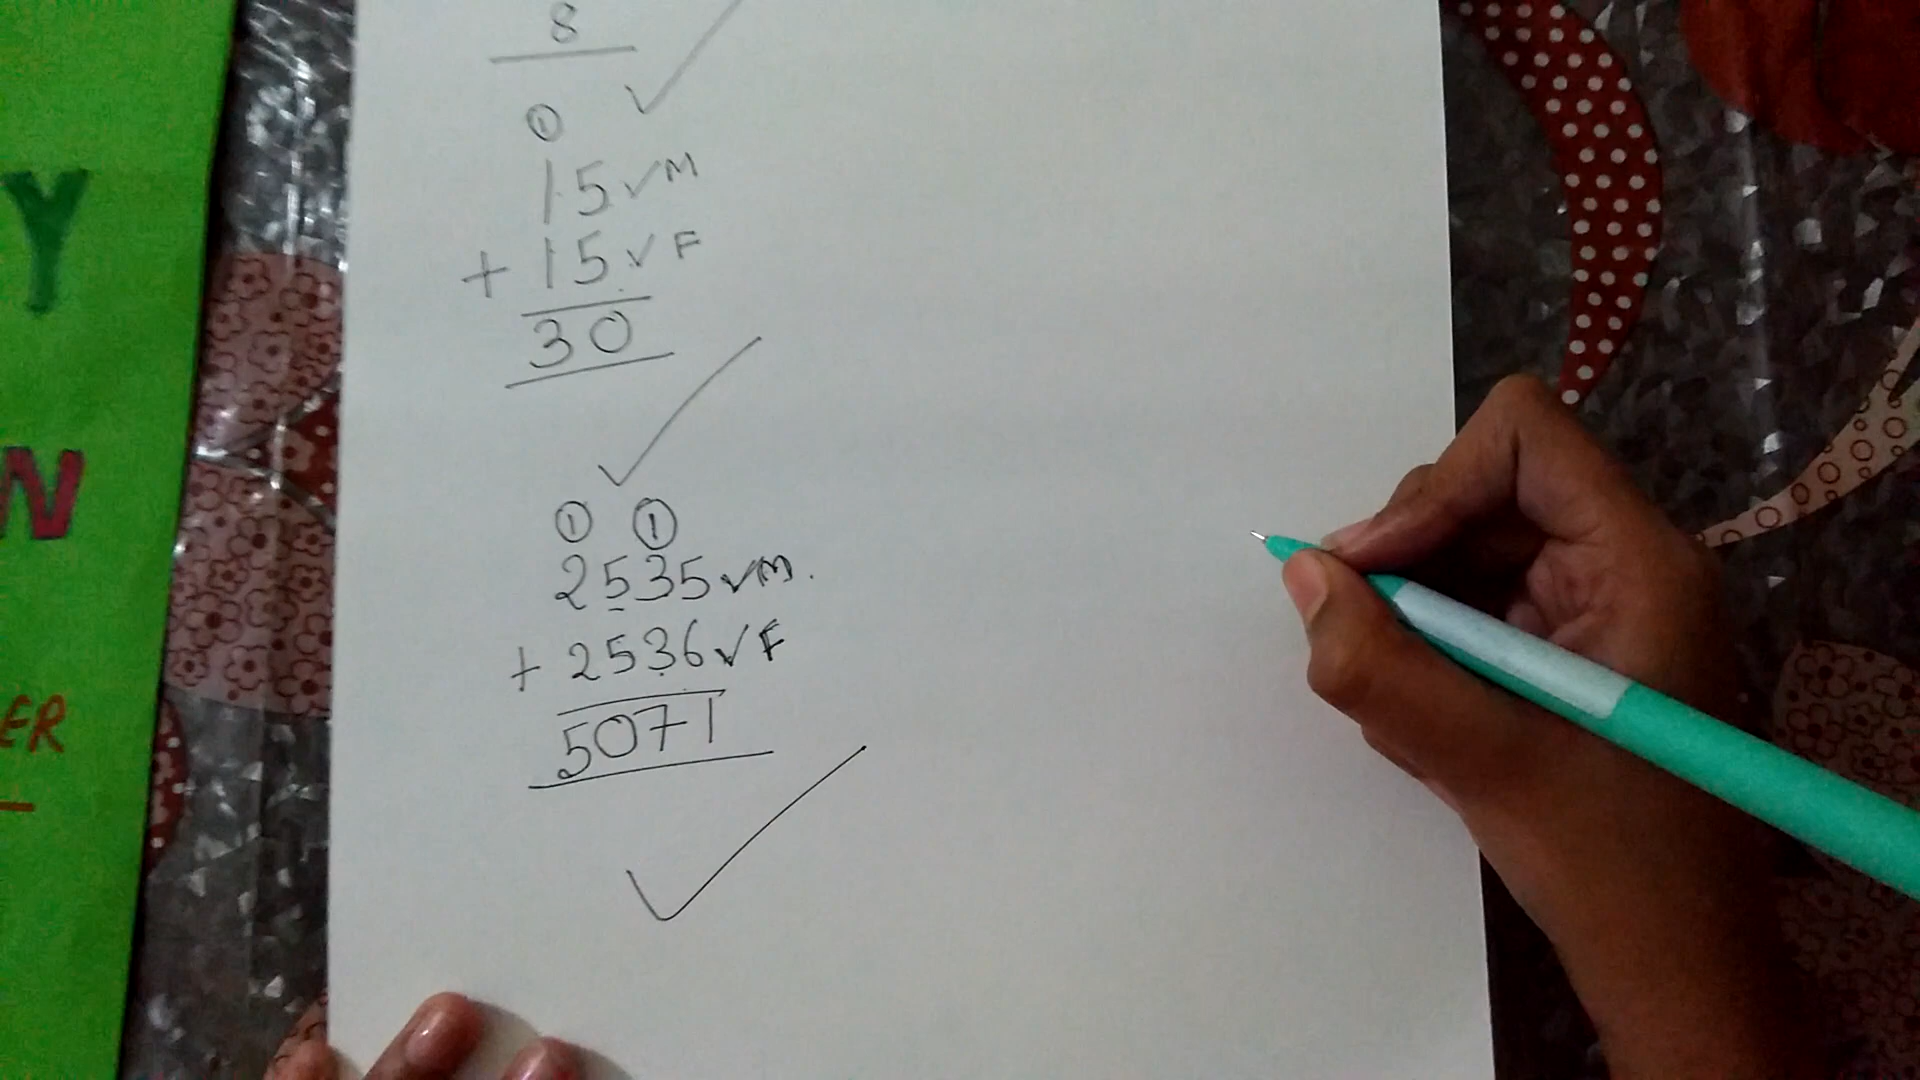 8
①
15✓M
+ 15✓F
30
✓
① ①
2535✓M.
+ 2536✓F
5071
✓
Y
N
ER